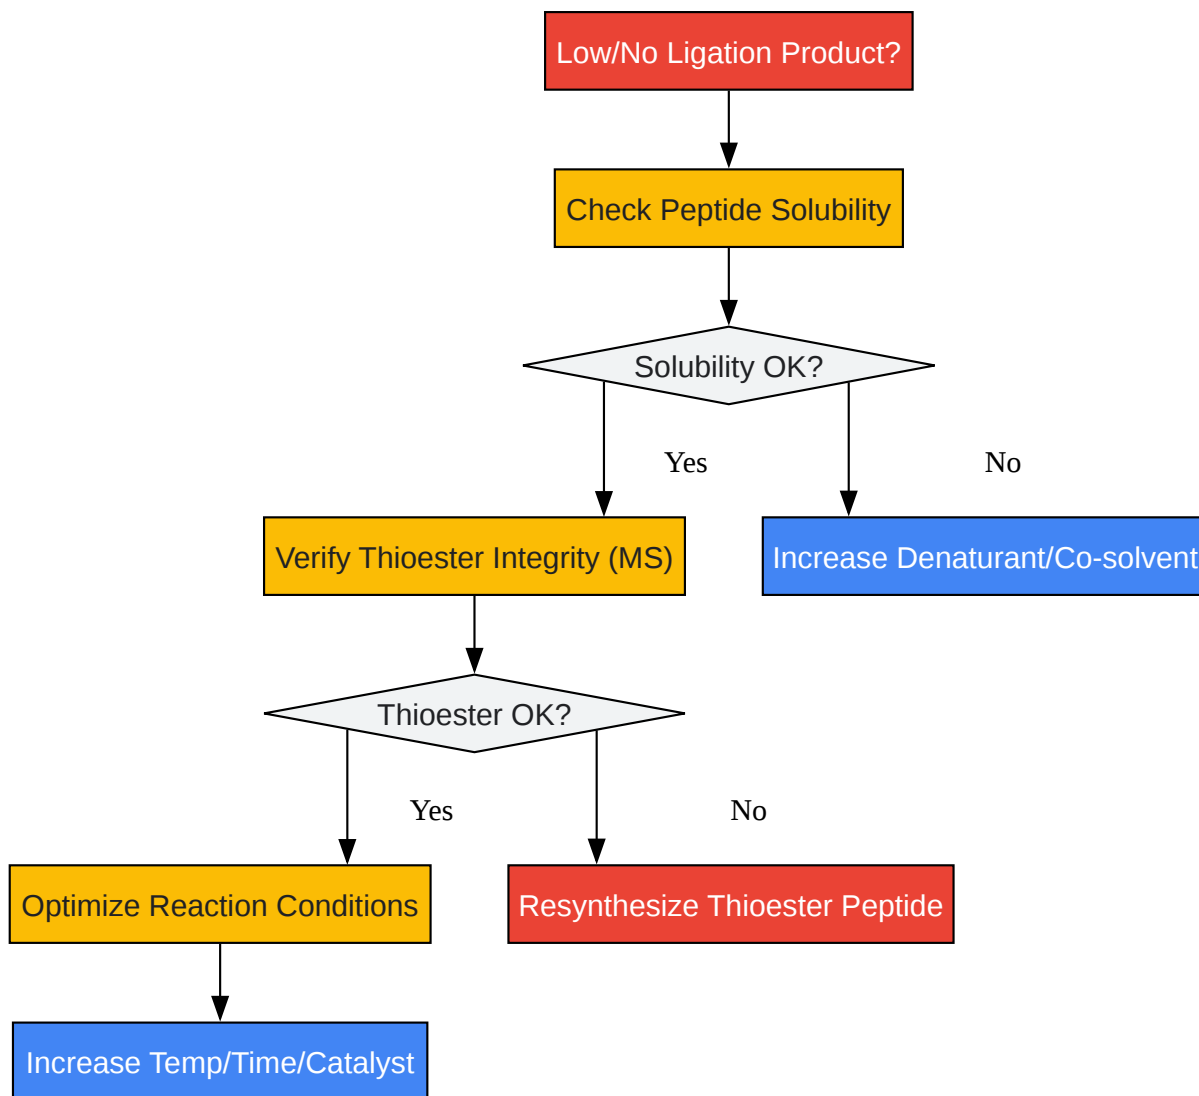 Low/No Ligation Product?
Check Peptide Solubility
Solubility OK?
Yes
No
Verify Thioester Integrity (MS)
Increase Denaturant/Co-solvent
Thioester OK?
Yes
No
Optimize Reaction Conditions
Resynthesize Thioester Peptide
Increase Temp/Time/Catalyst